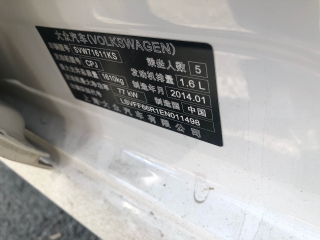 大众汽车(VOLKSWAGEN)
SVW71611KS 乘坐人数 5
CPJ 发动机排量 1.6 L
1610kg 制造年月 2014.01
77 kW 制造国 中国
LSVFF66R1EN011498
上海大众汽车有限公司